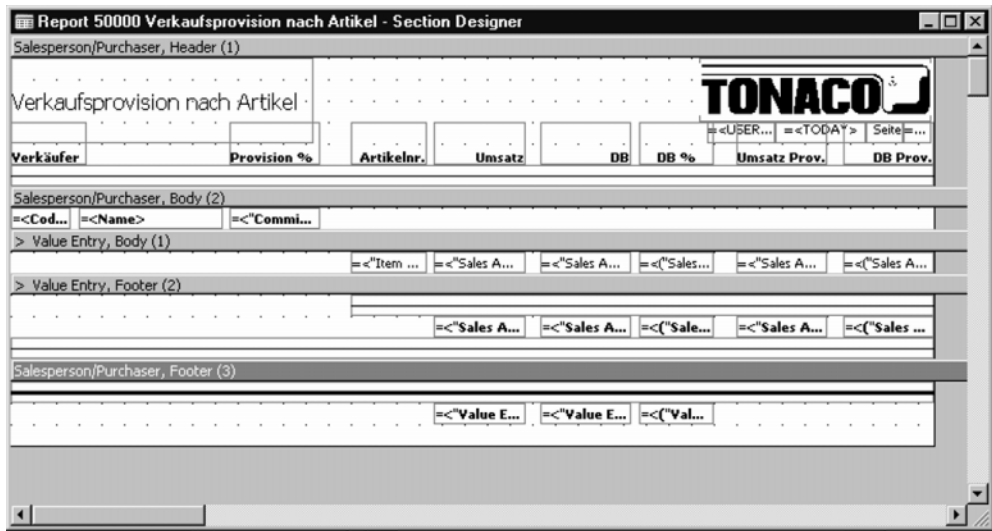 Report 50000 Verkaufsprovision nach Artikel - Section Designer
Salesperson/Purchaser, Header (1)
Verkaufsprovision nach Artikel
TONACO
=<USER... =<TODAY> Seite =...
Verkäufer Provision % Artikelnr. Umsatz DB DB % Umsatz Prov. DB Prov.
Salesperson/Purchaser, Body (2)
=<Cod... =<Name> =<"Commi...
> Value Entry, Body (1)
=<"Item ... =<"Sales A... =<"Sales A... =<("Sales... =<"Sales A... =<("Sales A...
> Value Entry, Footer (2)
=<"Sales A... =<"Sales A... =<("Sale... =<"Sales A... =<("Sales ...
Salesperson/Purchaser, Footer (3)
=<"Value E... =<"Value E... =<("Val...